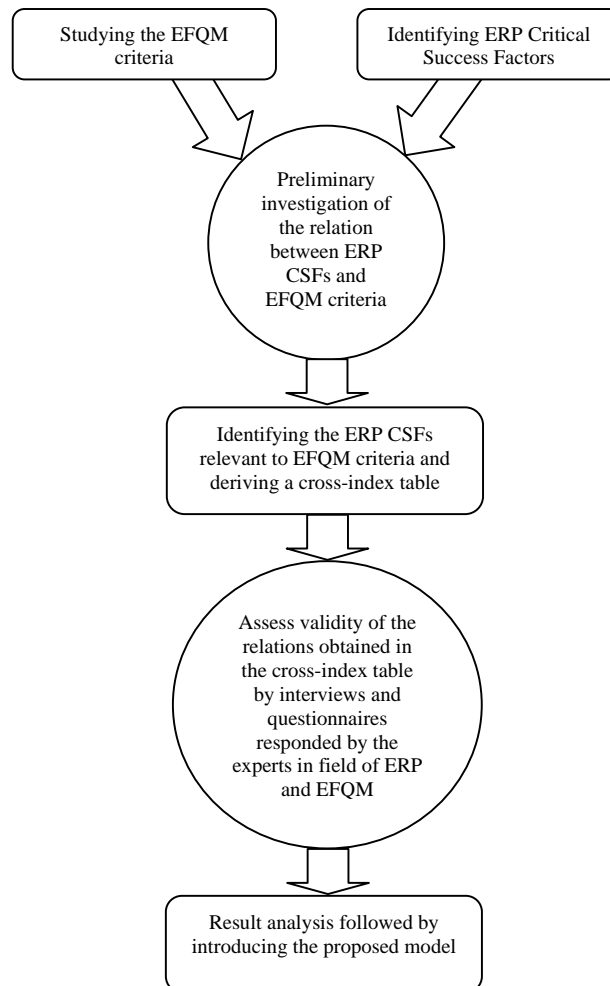 Studying the EFQM
criteria
Identifying ERP Critical
Success Factors
Preliminary
investigation of
the relation
between ERP
CSFs and
EFQM criteria
Identifying the ERP CSFs
relevant to EFQM criteria and
deriving a cross-index table
Assess validity of the
relations obtained in
the cross-index table
by interviews and
questionnaires
responded by the
experts in field of ERP
and EFQM
Result analysis followed by
introducing the proposed model